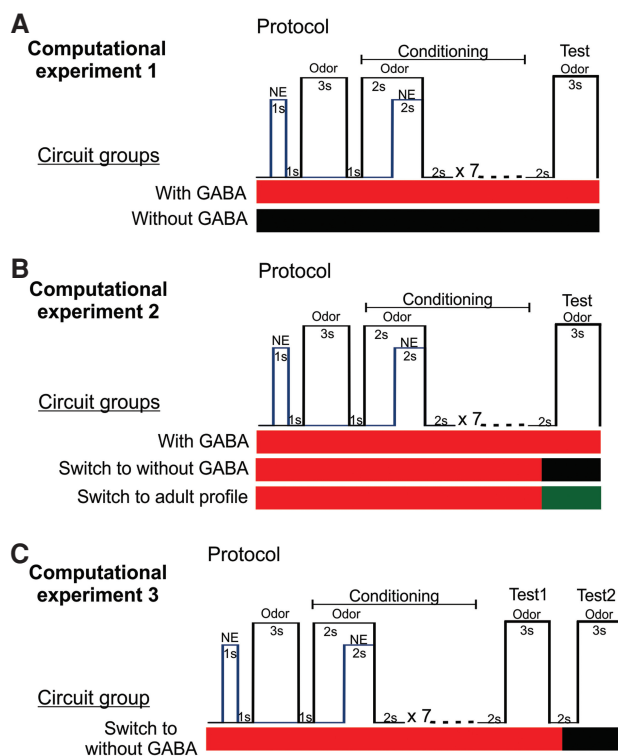 A
Computational
experiment 1
Protocol
Conditioning
Test
NE
1s
Odor
3s
Odor
2s
NE
2s
Odor
3s
1s
1s
2s
x 7
2s
Circuit groups
With GABA
Without GABA
B
Computational
experiment 2
Protocol
Conditioning
Test
NE
1s
Odor
3s
Odor
2s
NE
2s
Odor
3s
1s
1s
2s
x 7
2s
Circuit groups
With GABA
Switch to without GABA
Switch to adult profile
C
Computational
experiment 3
Protocol
Conditioning
Test1
Test2
NE
1s
Odor
3s
Odor
2s
NE
2s
Odor
3s
Odor
3s
1s
1s
2s
x 7
2s
2s
Circuit group
Switch to
without GABA